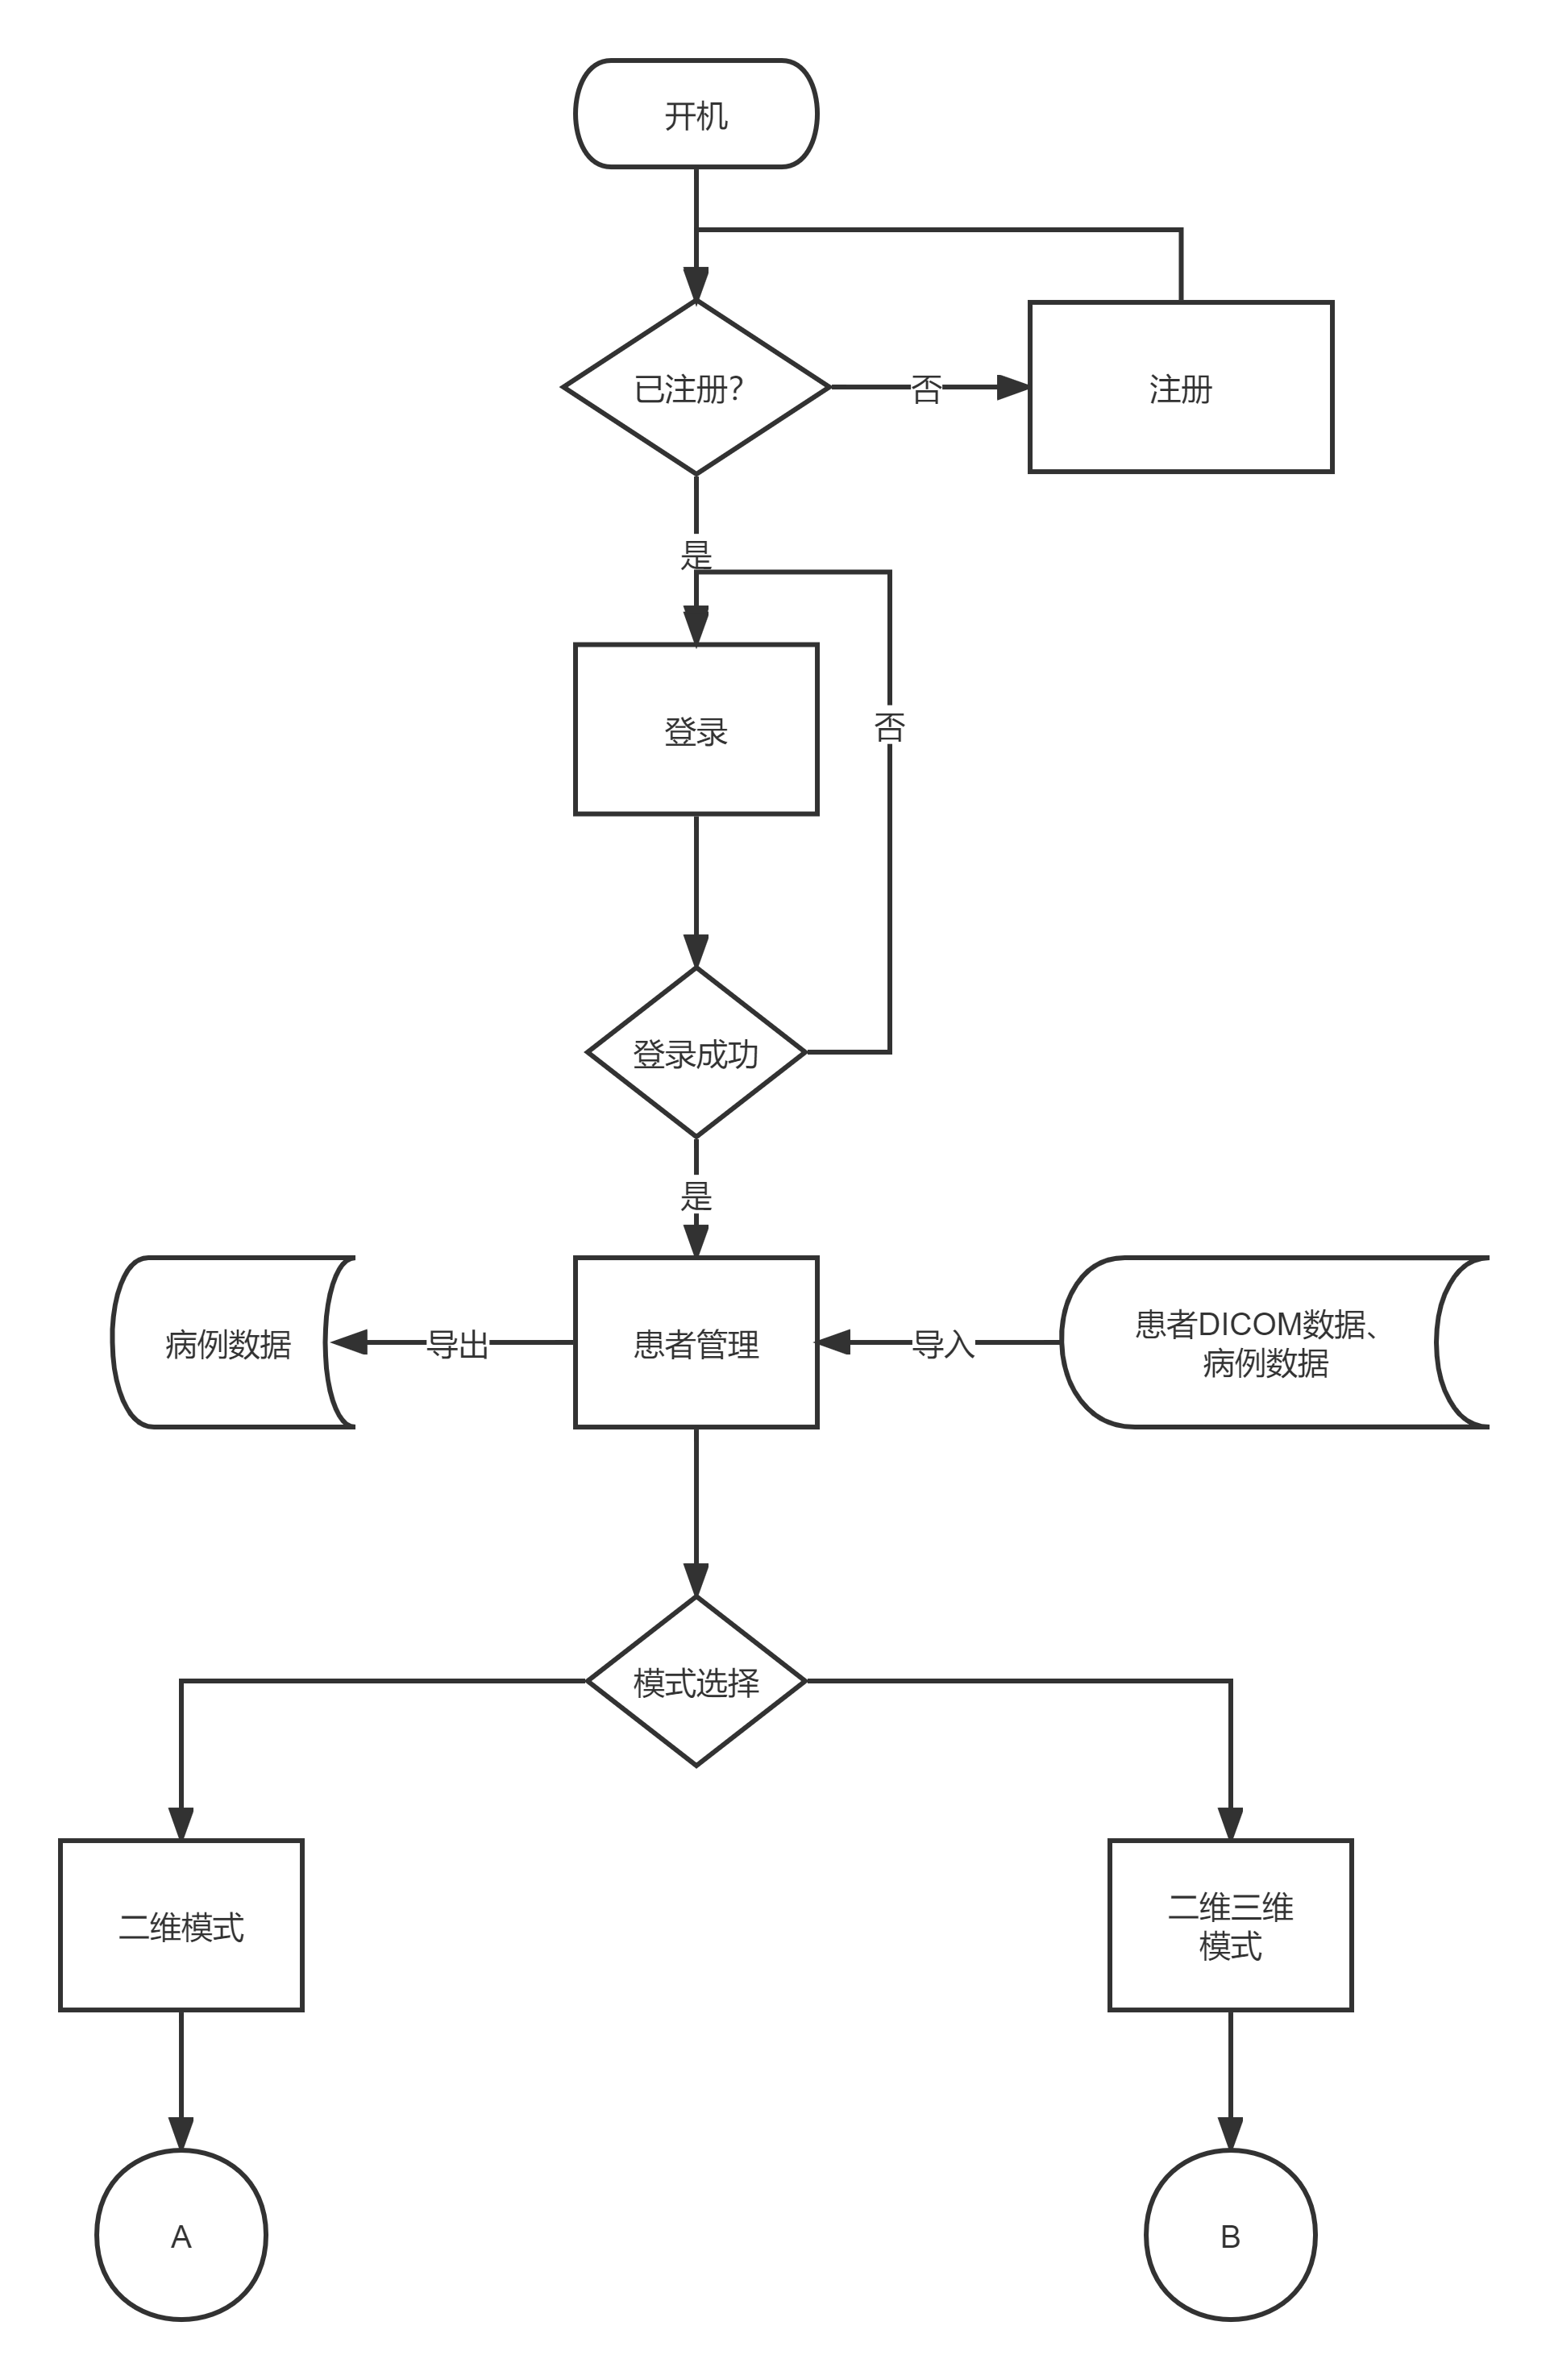 开机
已注册?
否
注册
是
登录
否
登录成功
是
病例数据
导出
患者管理
导入
患者DICOM数据、
病例数据
模式选择
二维模式
二维三维
模式
A
B